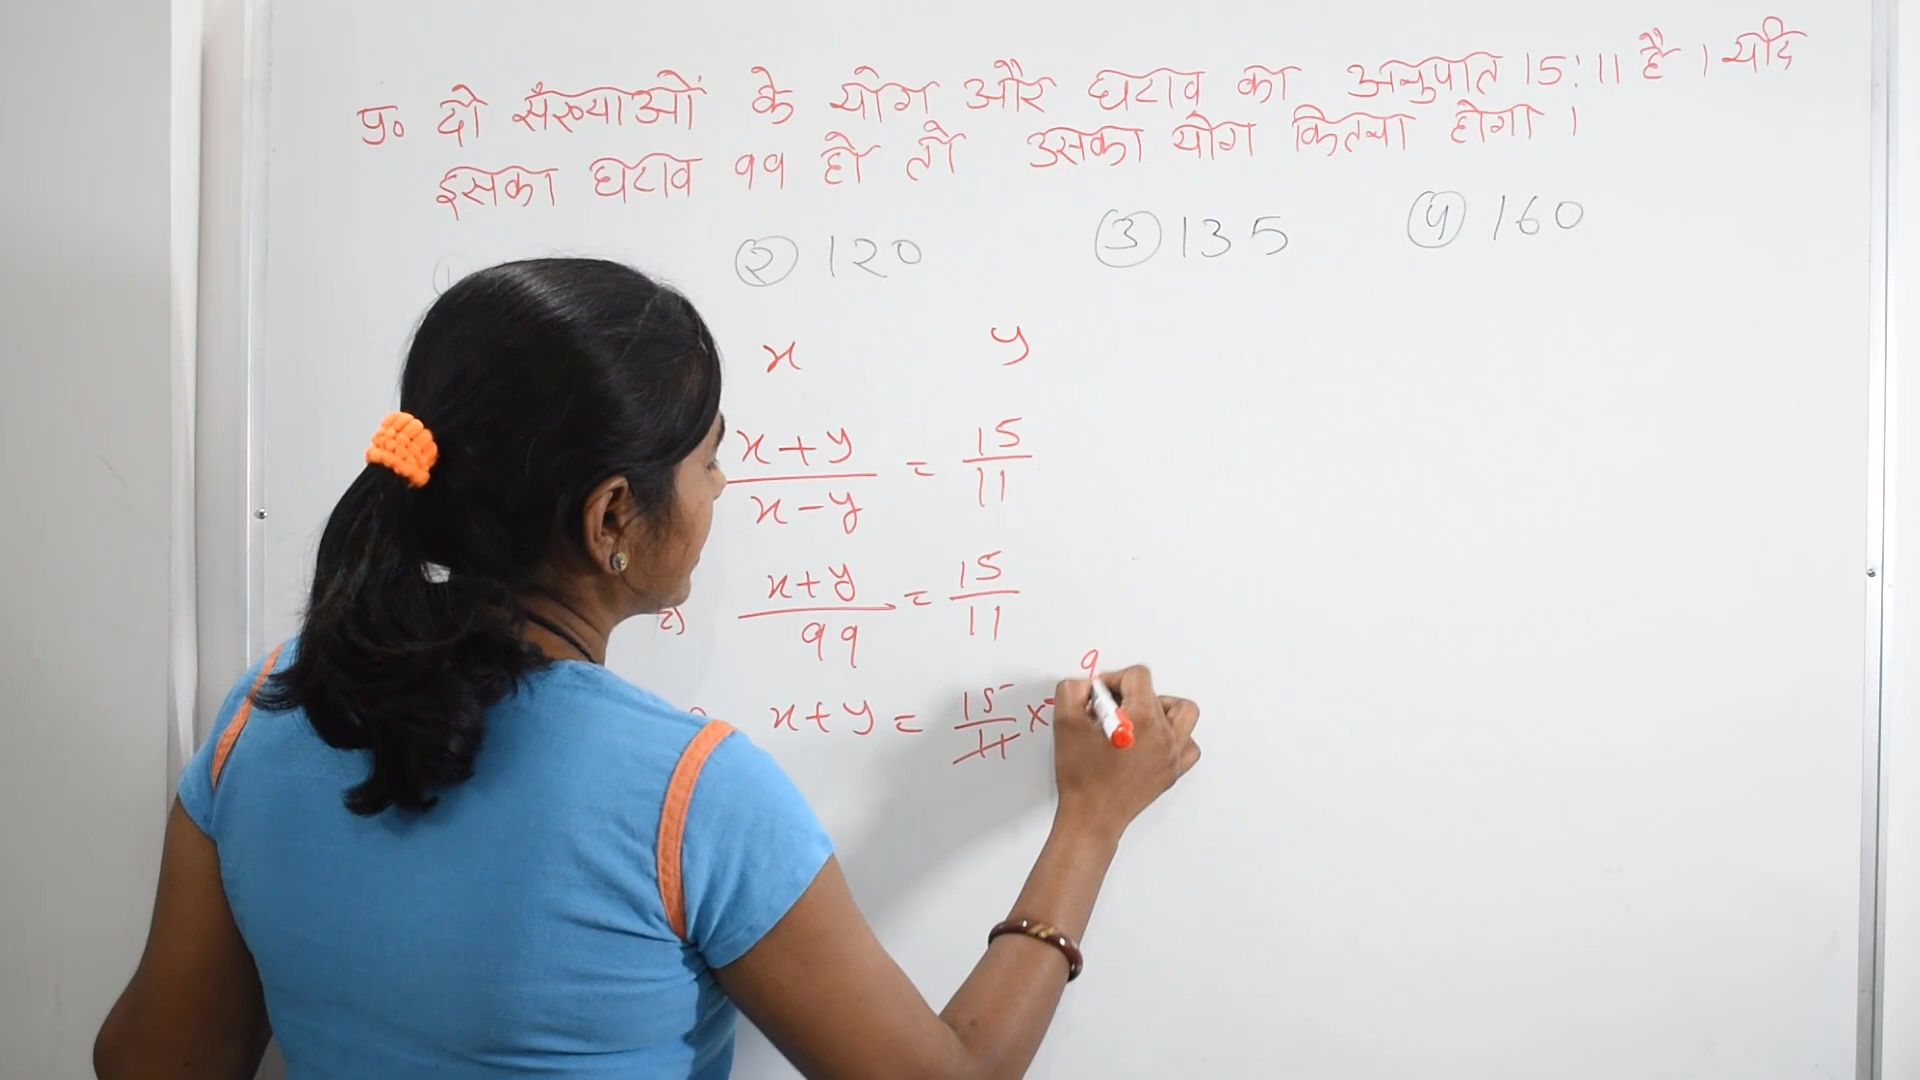 प्र० दो संख्याओं के योग और घटाव का अनुपात 15:11 है । यदि
इसका घटाव 99 हो तो उसका योग कितना होगा ।
② 120 ③ 135 ④ 160
x y
x+y / x-y = 15/11
x+y / 99 = 15/11
x+y = 15/11 ×
9